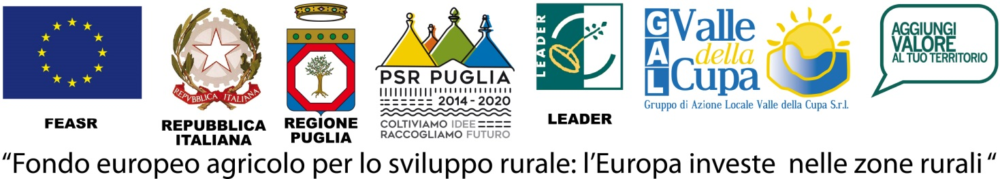 FEASR
REPVBBLICA ITALIANA
REPUBBLICA
ITALIANA
REGIONE
PUGLIA
PSR PUGLIA
2014 - 2020
COLTIVIAMO IDEE
RACCOGLIAMO FUTURO
LEADER
LEADER
GAL
Valle
della
Cupa
Gruppo di Azione Locale Valle della Cupa S.r.l.
AGGIUNGI
VALORE
AL TUO TERRITORIO
“Fondo europeo agricolo per lo sviluppo rurale: l’Europa investe nelle zone rurali “